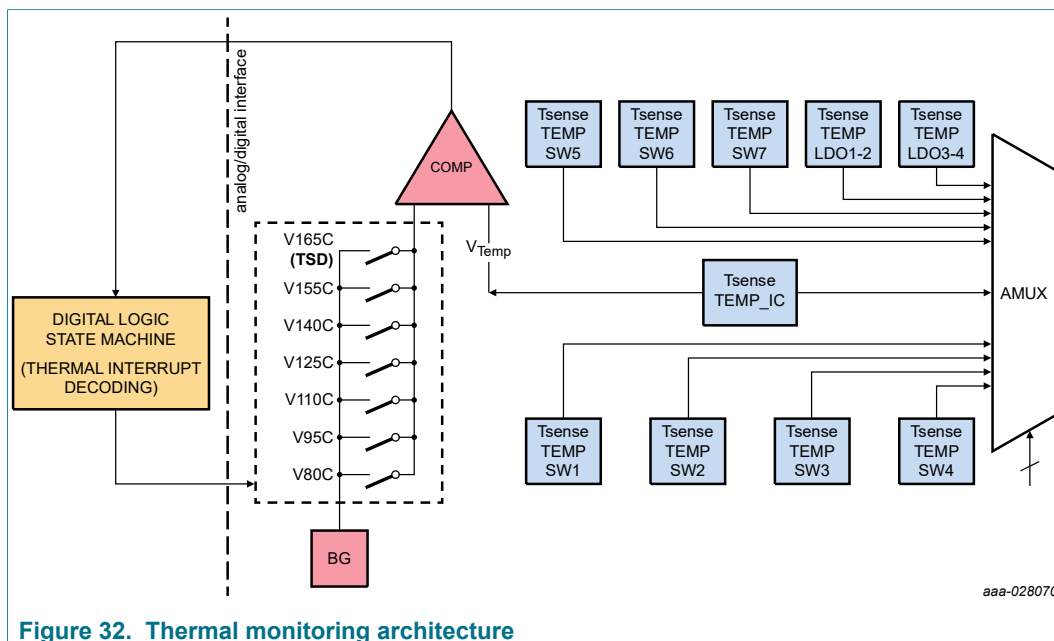 analog/digital interface
COMP
V165C
(TSD)
V155C
V140C
V125C
V110C
V95C
V80C
BG
VTemp
DIGITAL LOGIC
STATE MACHINE
(THERMAL INTERRUPT
DECODING)
Tsense
TEMP
SW5
Tsense
TEMP
SW6
Tsense
TEMP
SW7
Tsense
TEMP
LDO1-2
Tsense
TEMP
LDO3-4
Tsense
TEMP_IC
AMUX
Tsense
TEMP
SW1
Tsense
TEMP
SW2
Tsense
TEMP
SW3
Tsense
TEMP
SW4
aaa-028070
Figure 32. Thermal monitoring architecture